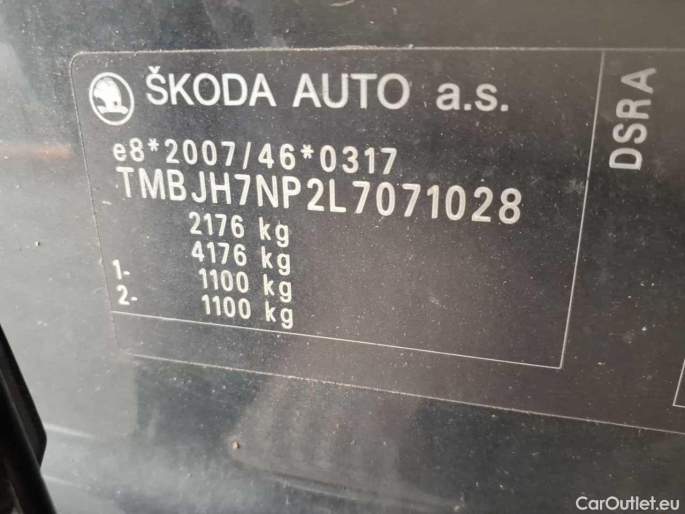 ŠKODA AUTO a.s.
e8*2007/46*0317
TMBJH7NP2L7071028
2176 kg
4176 kg
1- 1100 kg
2- 1100 kg
DSRA
CarOutlet.eu